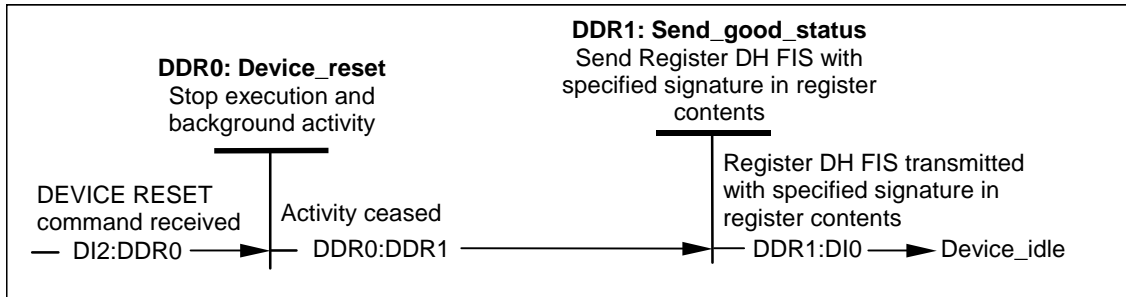 DDR0: Device_reset
Stop execution and
background activity
DDR1: Send_good_status
Send Register DH FIS with
specified signature in register
contents
DEVICE RESET
command received
DI2:DDR0
Activity ceased
DDR0:DDR1
Register DH FIS transmitted
with specified signature in
register contents
DDR1:DI0
Device_idle